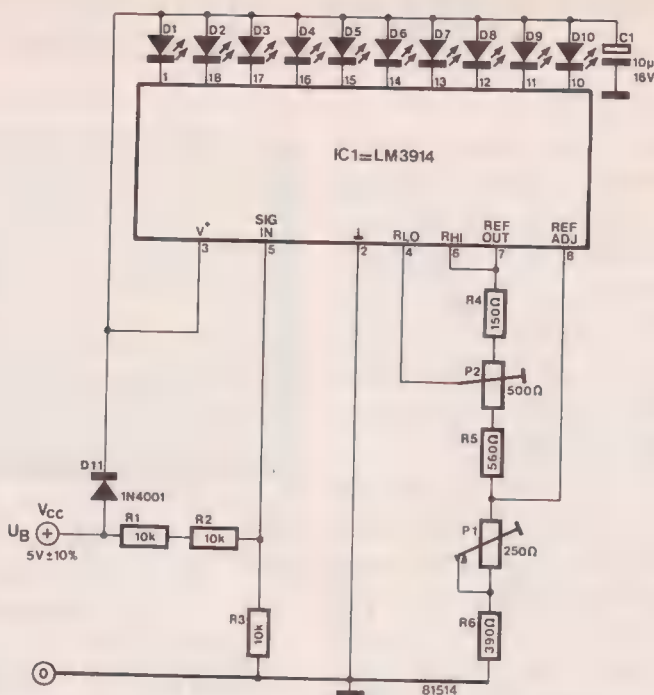 D1 D2 D3 D4 D5 D6 D7 D8 D9 D10 C1
10µ
16V
1 18 17 16 15 14 13 12 11 10
IC1=LM3914
V+ SIG IN ⊥ RLO RHI REF OUT REF ADJ
3 5 2 4 6 7 8
R4
150Ω
P2
500Ω
R5
560Ω
D11
1N4001
VCC
UB +
5V±10%
R1
10k
R2
10k
P1
250Ω
R3
10k
R6
390Ω
0
81514